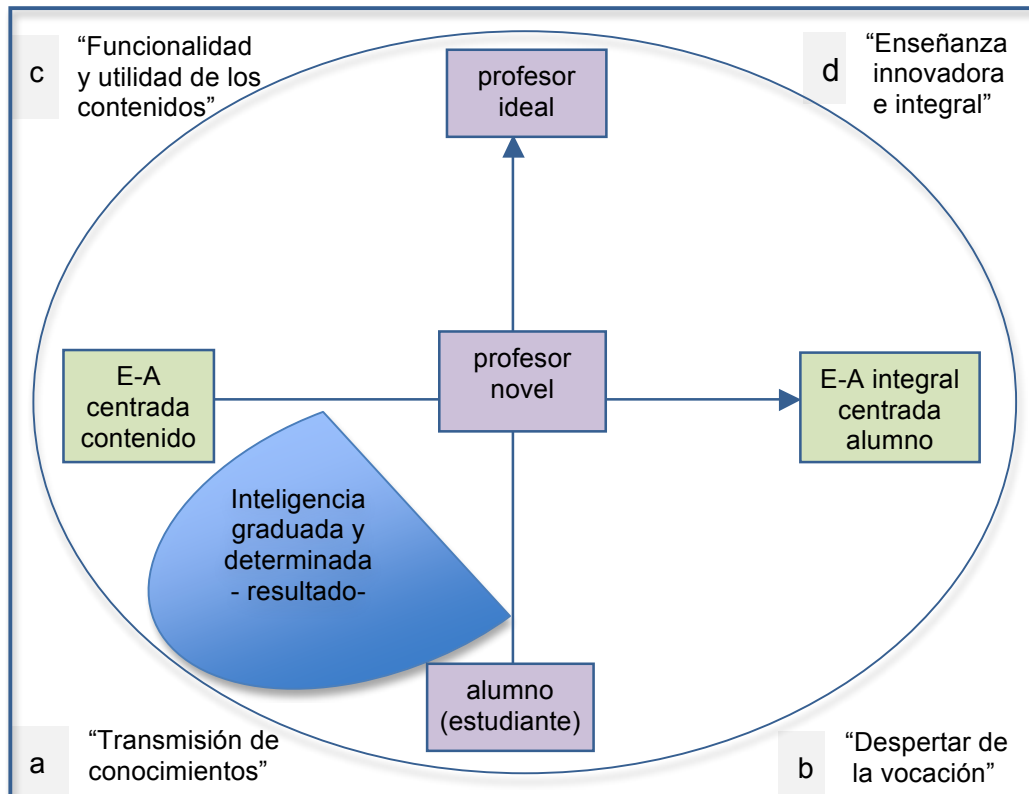 c
“Funcionalidad
y utilidad de los
contenidos”
profesor
ideal
d
“Enseñanza
innovadora
e integral”
E-A
centrada
contenido
profesor
novel
E-A integral
centrada
alumno
Inteligencia
graduada y
determinada
- resultado-
alumno
(estudiante)
a
“Transmisión de
conocimientos”
b
“Despertar de
la vocación”